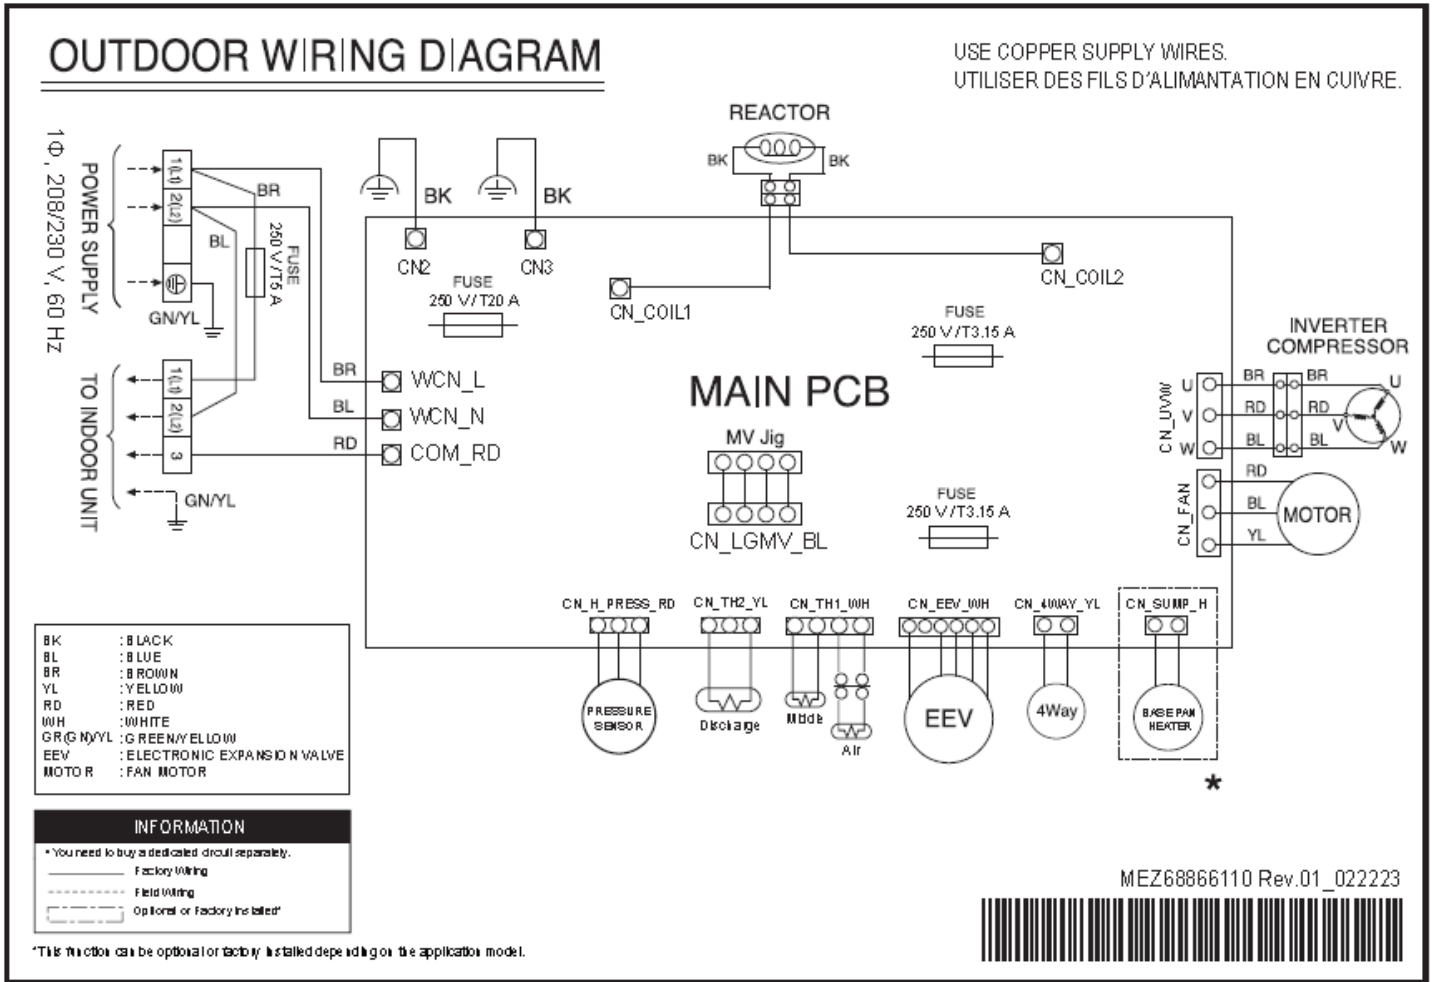 OUTDOOR WIRING DIAGRAM
USE COPPER SUPPLY WIRES.
UTILISER DES FILS D'ALIMANTATION EN CUIVRE.
1Φ, 208/230 V, 60 Hz
POWER SUPPLY
1(L1)
2(L2)
BR
BL
FUSE
250 V/T5 A
GN/YL
TO INDOOR UNIT
1(L1)
2(L2)
3
GN/YL
BK
BK
CN2
CN3
REACTOR
BK
BK
CN_COIL1
CN_COIL2
FUSE
250 V/T20 A
FUSE
250 V/T3.15 A
BR
WCN_L
BL
WCN_N
RD
COM_RD
MAIN PCB
MV Jig
CN_LGMV_BL
FUSE
250 V/T3.15 A
INVERTER
COMPRESSOR
CN_UVW
U
BR
BR
U
V
RD
RD
V
W
BL
BL
W
CN_FAN
RD
BL
YL
MOTOR
CN_H_PRESS_RD
CN_TH2_YL
CN_TH1_WH
CN_EEV_WH
CN_4WAY_YL
CN_SUMP_H
PRESSURE
SENSOR
Discharge
Middle
Air
EEV
4Way
BASE PAN
HEATER
*
BK : BLACK
BL : BLUE
BR : BROWN
YL : YELLOW
RD : RED
WH : WHITE
GR(GN)/YL : GREEN/YELLOW
EEV : ELECTRONIC EXPANSION VALVE
MOTOR : FAN MOTOR
INFORMATION
* You need to buy a dedicated circuit separately.
Factory Wiring
Field Wiring
Optional or Factory Installed*
*This function can be optional or factory installed depending on the application model.
MEZ68866110 Rev.01_022223